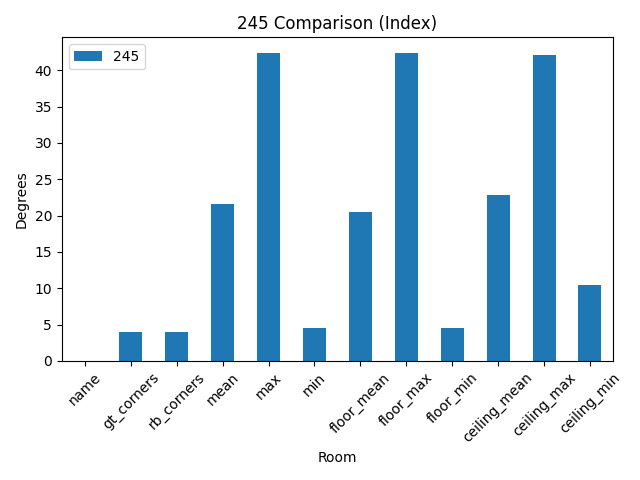 245 Comparison (Index)
245
Degrees
40
35
30
25
20
15
10
5
0
name
gt_corners
rb_corners
mean
max
min
floor_mean
floor_max
floor_min
ceiling_mean
ceiling_max
ceiling_min
Room